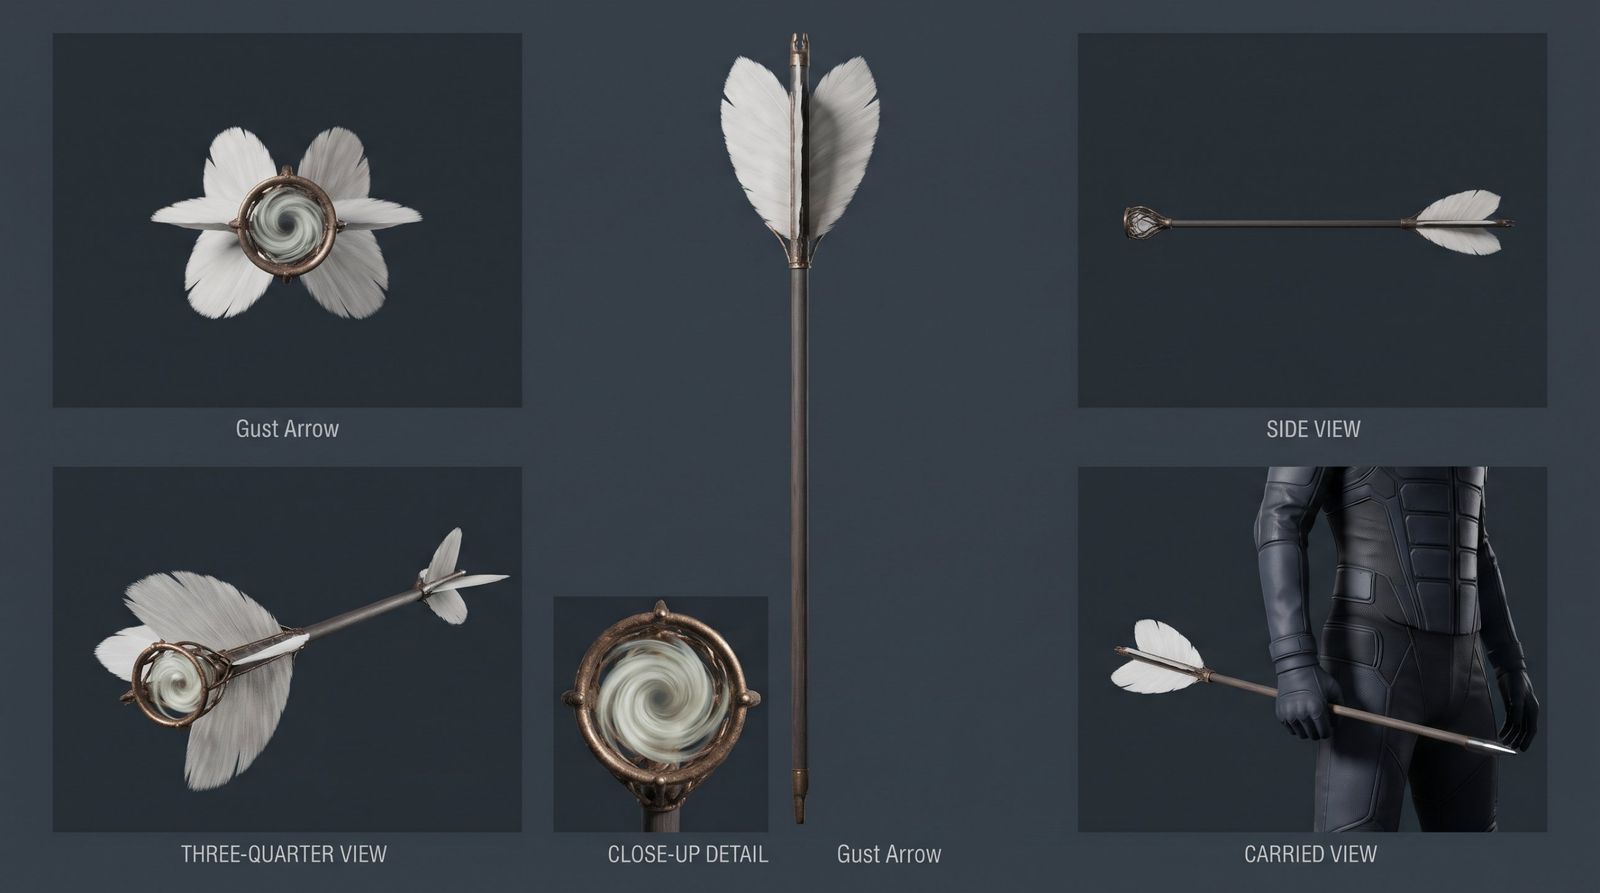 Gust Arrow
SIDE VIEW
THREE-QUARTER VIEW
CLOSE-UP DETAIL
Gust Arrow
CARRIED VIEW